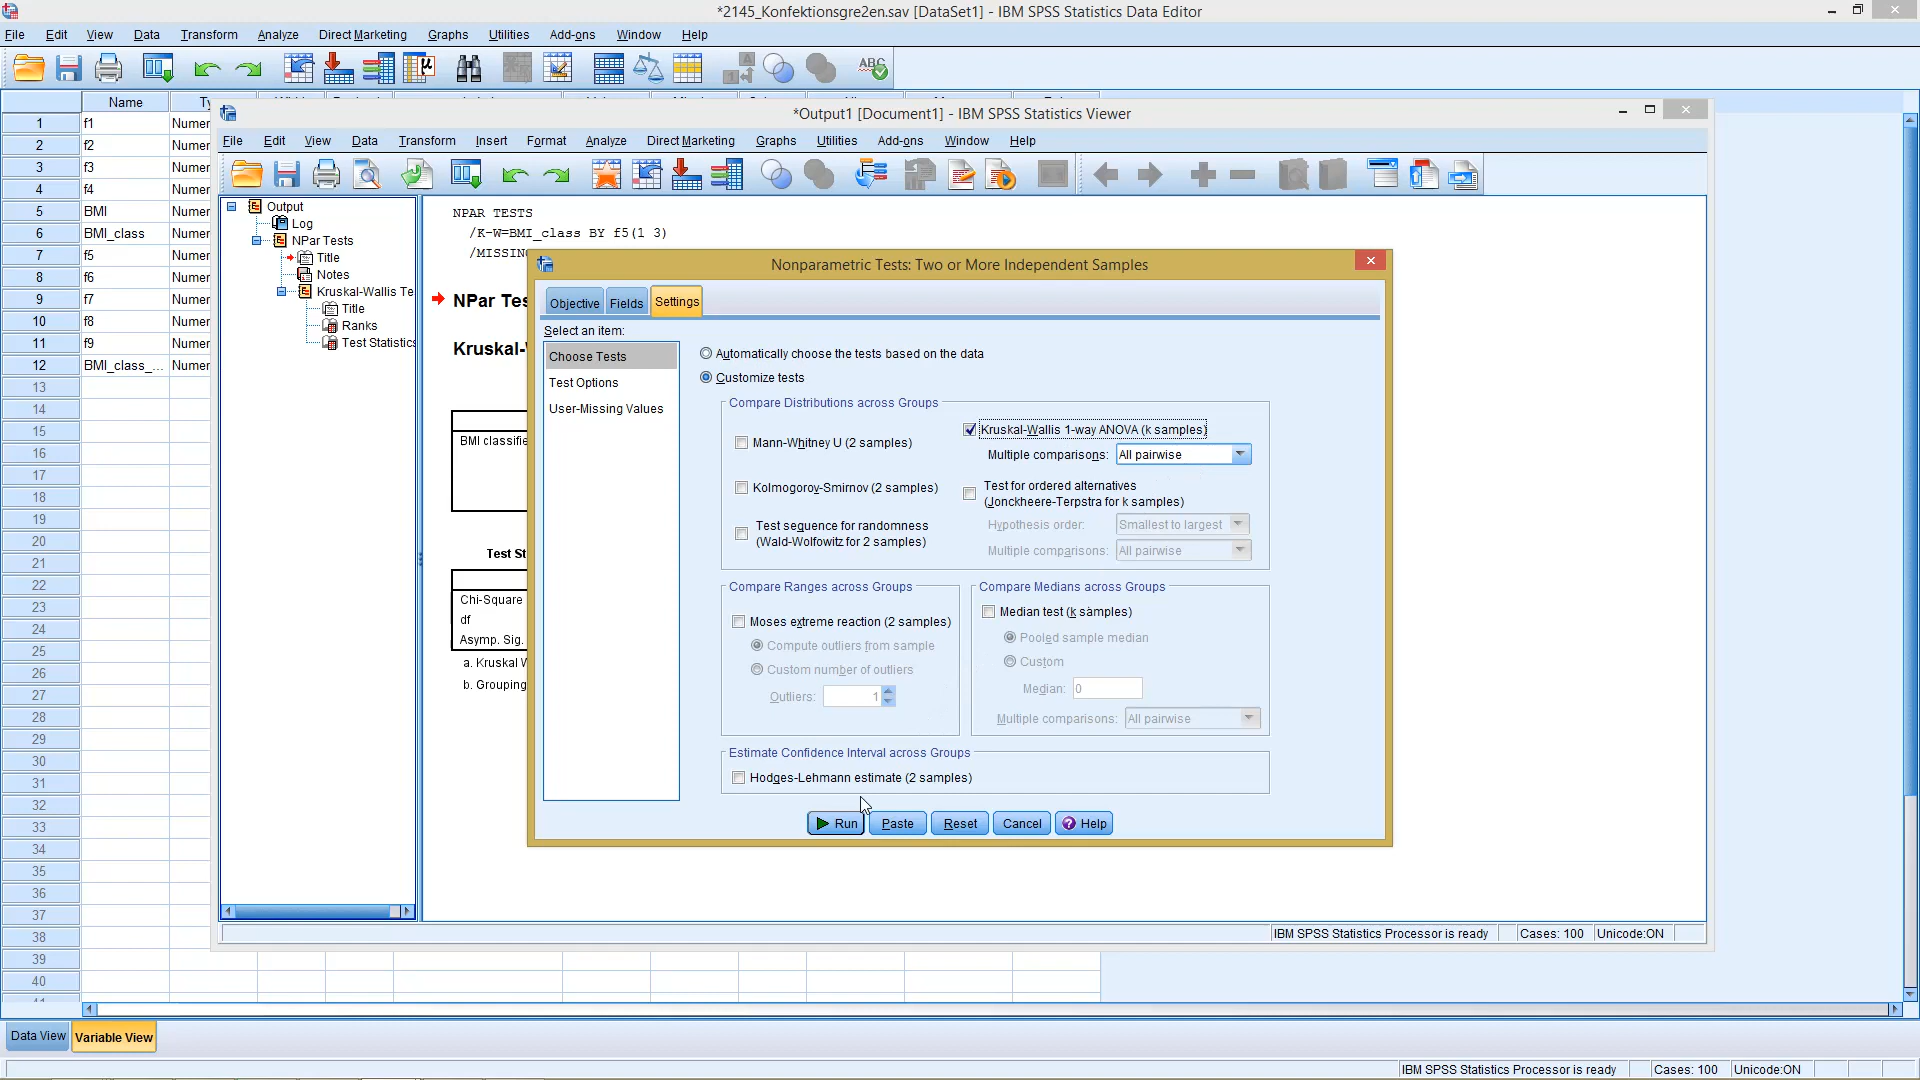 *2145_Konfektionsgre2en.sav [DataSet1] - IBM SPSS Statistics Data Editor
File Edit View Data Transform Analyze Direct Marketing Graphs Utilities Add-ons Window Help
Name
1 f1 Numer
2 f2 Numer
3 f3 Numer
4 f4 Numer
5 BMI Numer
6 BMI_class Numer
7 f5 Numer
8 f6 Numer
9 f7 Numer
10 f8 Numer
11 f9 Numer
12 BMI_class_... Numer
13
14
15
16
17
18
19
20
21
22
23
24
25
26
27
28
29
30
31
32
33
34
35
36
37
38
39
40
Data View Variable View
IBM SPSS Statistics Processor is ready Cases: 100 Unicode:ON
*Output1 [Document1] - IBM SPSS Statistics Viewer
File Edit View Data Transform Insert Format Analyze Direct Marketing Graphs Utilities Add-ons Window Help
Output
Log
NPar Tests
Title
Notes
Kruskal-Wallis Te
Title
Ranks
Test Statistics
NPAR TESTS
/K-W=BMI_class BY f5(1 3)
/MISSING
NPar Tes
Kruskal-
BMI classifie
Test St
Chi-Square
df
Asymp. Sig.
a. Kruskal W
b. Grouping
IBM SPSS Statistics Processor is ready Cases: 100 Unicode:ON
Nonparametric Tests: Two or More Independent Samples
Objective Fields Settings
Select an item:
Choose Tests
Test Options
User-Missing Values
Automatically choose the tests based on the data
Customize tests
Compare Distributions across Groups
Mann-Whitney U (2 samples)
Kolmogorov-Smirnov (2 samples)
Test sequence for randomness
(Wald-Wolfowitz for 2 samples)
Kruskal-Wallis 1-way ANOVA (k samples)
Multiple comparisons: All pairwise
Test for ordered alternatives
(Jonckheere-Terpstra for k samples)
Hypothesis order: Smallest to largest
Multiple comparisons: All pairwise
Compare Ranges across Groups
Moses extreme reaction (2 samples)
Compute outliers from sample
Custom number of outliers
Outliers: 1
Compare Medians across Groups
Median test (k samples)
Pooled sample median
Custom
Median: 0
Multiple comparisons: All pairwise
Estimate Confidence Interval across Groups
Hodges-Lehmann estimate (2 samples)
Run Paste Reset Cancel Help